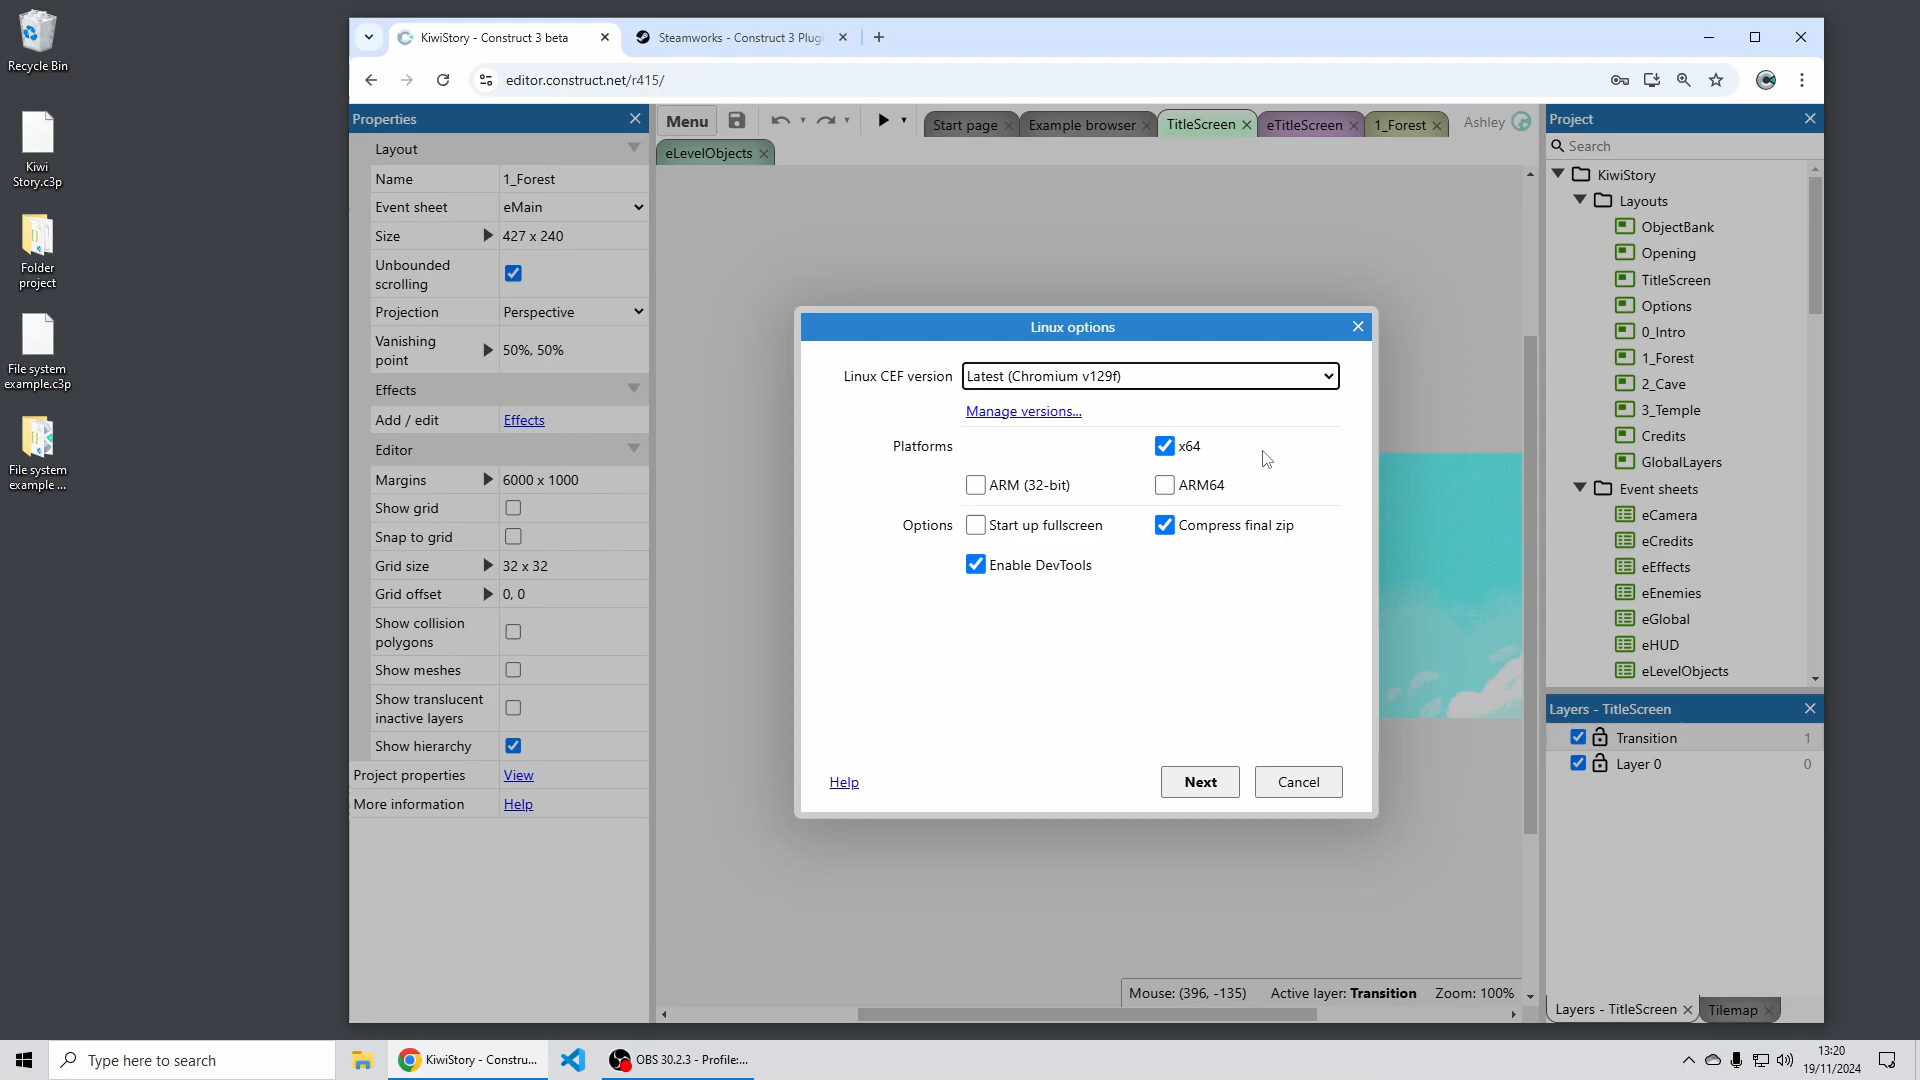 Recycle Bin
Kiwi
Story.c3p
Folder
project
File system
example.c3p
File system
example ...
KiwiStory - Construct 3 beta
Steamworks - Construct 3 Plugi
editor.construct.net/r415/
Properties
Layout
Name 1_Forest
Event sheet eMain
Size 427 x 240
Unbounded
scrolling
Projection Perspective
Vanishing
point 50%, 50%
Effects
Add / edit Effects
Editor
Margins 6000 x 1000
Show grid
Snap to grid
Grid size 32 x 32
Grid offset 0, 0
Show collision
polygons
Show meshes
Show translucent
inactive layers
Show hierarchy
Project properties View
More information Help
Menu
Start page
Example browser
TitleScreen
eTitleScreen
1_Forest
Ashley
eLevelObjects
Linux options
Linux CEF version Latest (Chromium v129f)
Manage versions...
Platforms x64
ARM (32-bit) ARM64
Options Start up fullscreen Compress final zip
Enable DevTools
Help Next Cancel
Mouse: (396, -135) Active layer: Transition Zoom: 100%
Project
Search
KiwiStory
Layouts
ObjectBank
Opening
TitleScreen
Options
0_Intro
1_Forest
2_Cave
3_Temple
Credits
GlobalLayers
Event sheets
eCamera
eCredits
eEffects
eEnemies
eGlobal
eHUD
eLevelObjects
Layers - TitleScreen
Transition 1
Layer 0 0
Layers - TitleScreen Tilemap
Type here to search
KiwiStory - Constru...
OBS 30.2.3 - Profile:...
13:20
19/11/2024